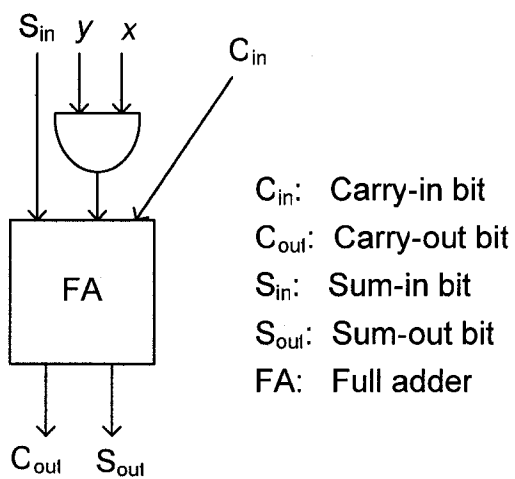 S_in y x
C_in
FA
C_out S_out
C_in: Carry-in bit
C_out: Carry-out bit
S_in: Sum-in bit
S_out: Sum-out bit
FA: Full adder